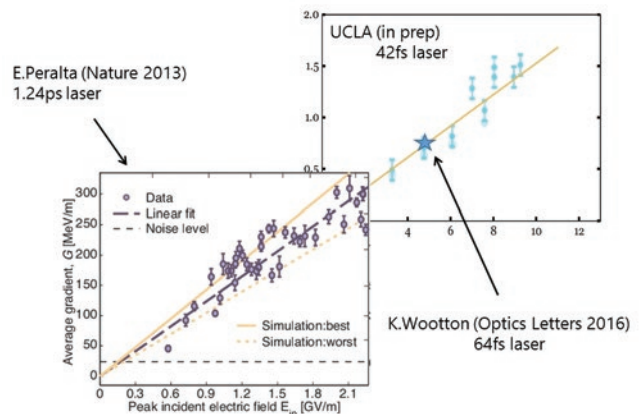 E.Peralta (Nature 2013)
1.24ps laser
UCLA (in prep)
42fs laser
2.0
1.5
1.0
0.5
4
6
8
10
12
K.Wootton (Optics Letters 2016)
64fs laser
Average gradient, G [MeV/m]
300
250
200
150
100
50
0
Data
Linear fit
Noise level
Simulation:best
Simulation:worst
0
0.3
0.6
0.9
1.2
1.5
1.8
2.1
Peak incident electric field E_in [GV/m]